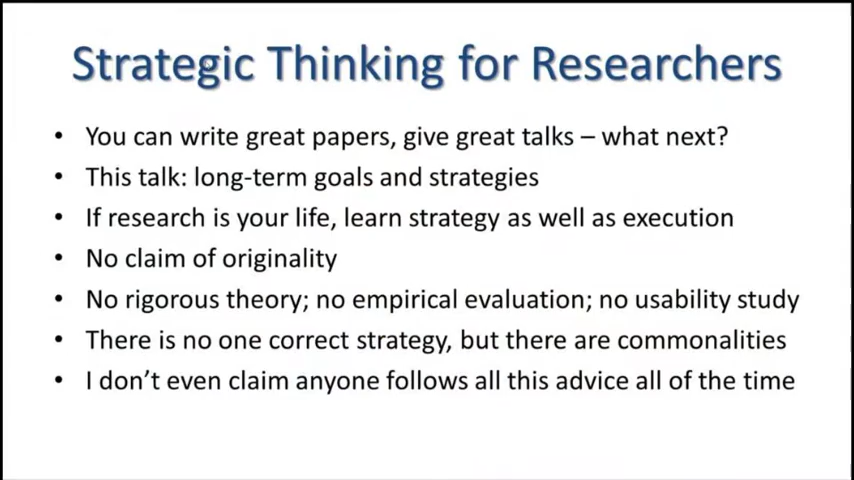 Strategic Thinking for Researchers
• You can write great papers, give great talks – what next?
• This talk: long-term goals and strategies
• If research is your life, learn strategy as well as execution
• No claim of originality
• No rigorous theory; no empirical evaluation; no usability study
• There is no one correct strategy, but there are commonalities
• I don’t even claim anyone follows all this advice all of the time